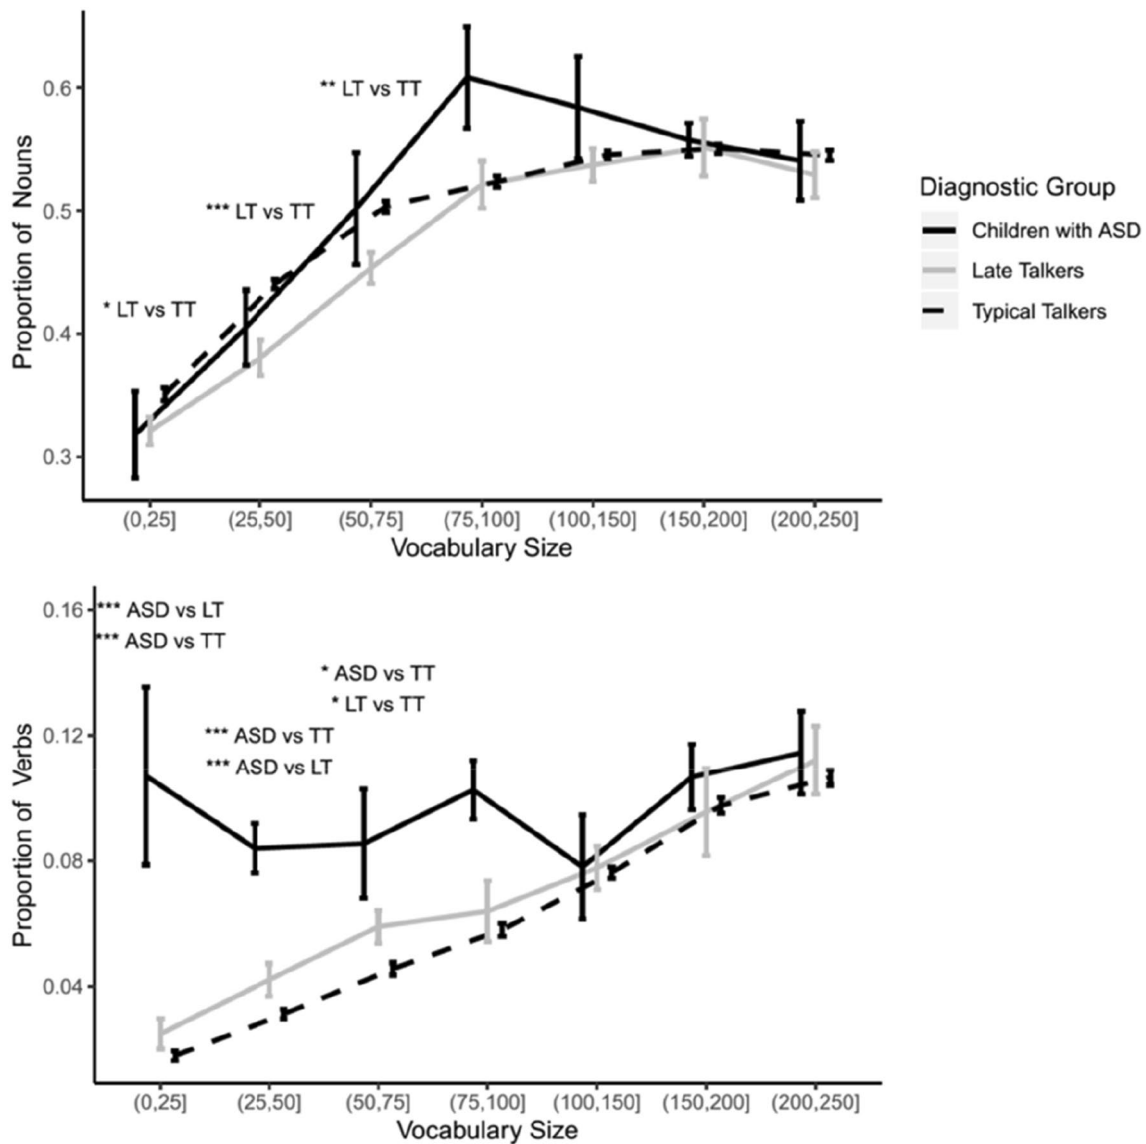 ** LT vs TT
*** LT vs TT
* LT vs TT
0.6
0.5
0.4
0.3
Proportion of Nouns
(0,25] (25,50] (50,75] (75,100] (100,150] (150,200] (200,250]
Vocabulary Size
Diagnostic Group
Children with ASD
Late Talkers
Typical Talkers
0.16
*** ASD vs LT
*** ASD vs TT
* ASD vs TT
* LT vs TT
*** ASD vs TT
*** ASD vs LT
0.12
0.08
0.04
Proportion of Verbs
(0,25] (25,50] (50,75] (75,100] (100,150] (150,200] (200,250]
Vocabulary Size